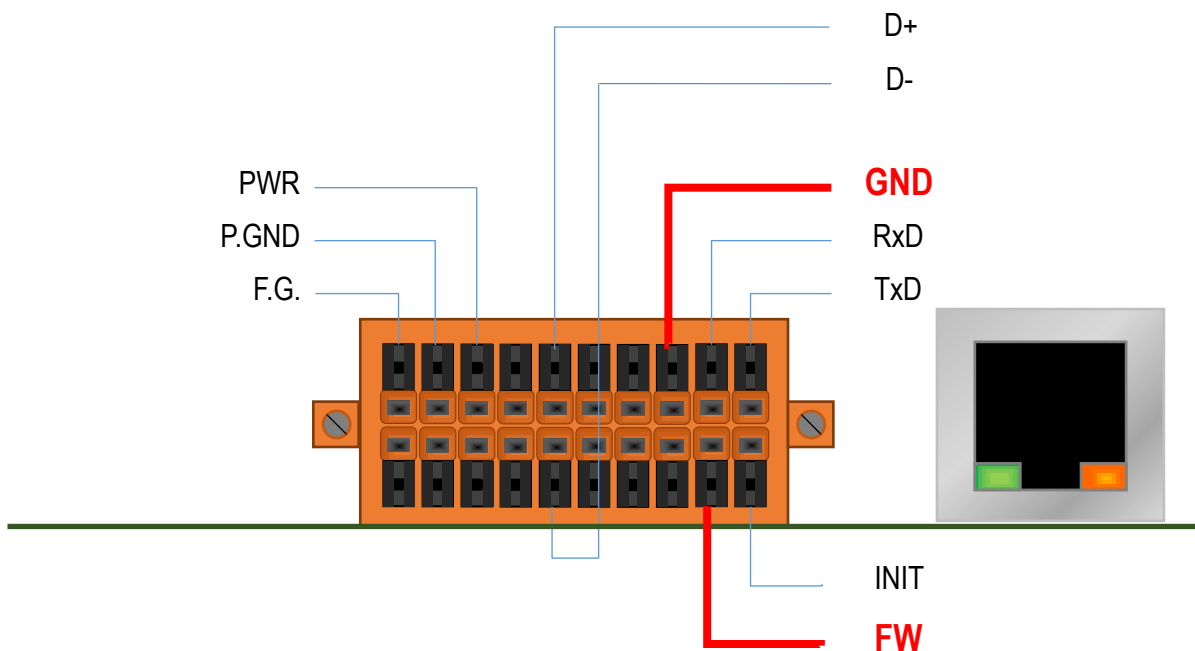 D+
D-
PWR
GND
P.GND
RxD
F.G.
TxD
INIT
FW